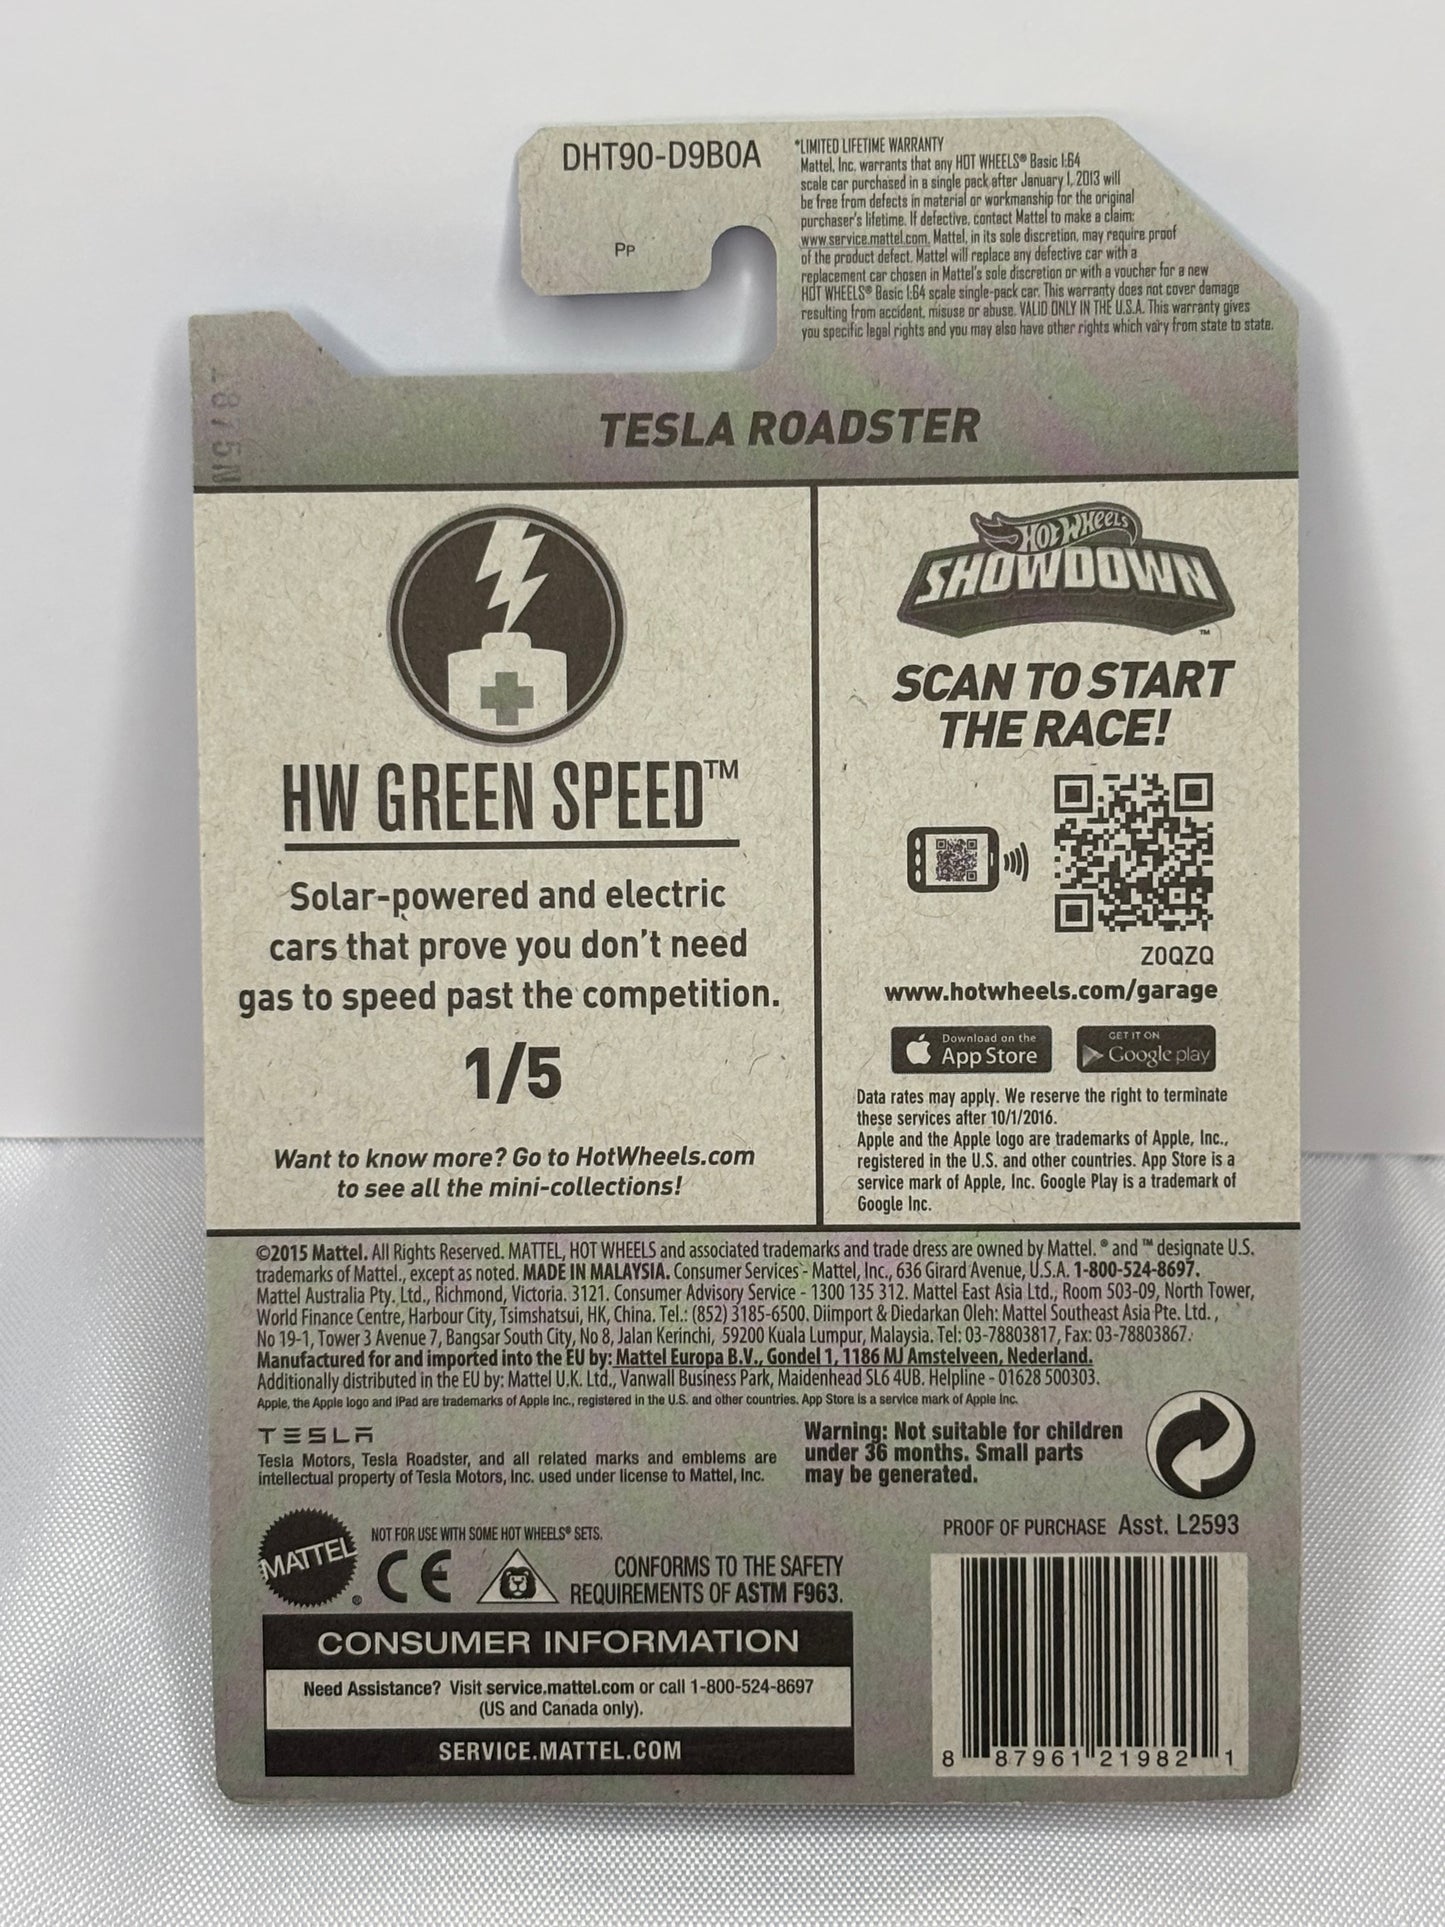 DHT90-D9B0A
Pp
*LIMITED LIFETIME WARRANTY
Mattel, Inc. warrants that any HOT WHEELS® Basic 1:64
scale car purchased in a single pack after January 1, 2013 will
be free from defects in material or workmanship for the original
purchaser's lifetime. If defective, contact Mattel to make a claim:
www.service.mattel.com. Mattel, in its sole discretion, may require proof
of the product defect. Mattel will replace any defective car with a
replacement car chosen in Mattel's sole discretion or with a voucher for a new
HOT WHEELS® Basic 1:64 scale single-pack car. This warranty does not cover damage
resulting from accident, misuse or abuse. VALID ONLY IN THE U.S.A. This warranty gives
you specific legal rights and you may also have other rights which vary from state to state.
TESLA ROADSTER
HW GREEN SPEED™
Solar-powered and electric
cars that prove you don't need
gas to speed past the competition.
1/5
Want to know more? Go to HotWheels.com
to see all the mini-collections!
HOT WHEELS
SHOWDOWN™
SCAN TO START
THE RACE!
Z0QZQ
www.hotwheels.com/garage
Download on the
App Store
GET IT ON
Google play
Data rates may apply. We reserve the right to terminate
these services after 10/1/2016.
Apple and the Apple logo are trademarks of Apple, Inc.,
registered in the U.S. and other countries. App Store is a
service mark of Apple, Inc. Google Play is a trademark of
Google Inc.
©2015 Mattel. All Rights Reserved. MATTEL, HOT WHEELS and associated trademarks and trade dress are owned by Mattel. ® and ™ designate U.S.
trademarks of Mattel., except as noted. MADE IN MALAYSIA. Consumer Services - Mattel, Inc., 636 Girard Avenue, U.S.A. 1-800-524-8697.
Mattel Australia Pty. Ltd., Richmond, Victoria. 3121. Consumer Advisory Service - 1300 135 312. Mattel East Asia Ltd., Room 503-09, North Tower,
World Finance Centre, Harbour City, Tsimshatsui, HK, China. Tel.: (852) 3185-6500. Diimport & Diedarkan Oleh: Mattel Southeast Asia Pte. Ltd.,
No 19-1, Tower 3 Avenue 7, Bangsar South City, No 8, Jalan Kerinchi, 59200 Kuala Lumpur, Malaysia. Tel: 03-78803817, Fax: 03-78803867.
Manufactured for and imported into the EU by: Mattel Europa B.V., Gondel 1, 1186 MJ Amstelveen, Nederland.
Additionally distributed in the EU by: Mattel U.K. Ltd., Vanwall Business Park, Maidenhead SL6 4UB. Helpline - 01628 500303.
Apple, the Apple logo and iPad are trademarks of Apple Inc., registered in the U.S. and other countries. App Store is a service mark of Apple Inc.
TESLA
Tesla Motors, Tesla Roadster, and all related marks and emblems are
intellectual property of Tesla Motors, Inc. used under license to Mattel, Inc.
Warning: Not suitable for children
under 36 months. Small parts
may be generated.
MATTEL®
NOT FOR USE WITH SOME HOT WHEELS® SETS.
CE
CONFORMS TO THE SAFETY
REQUIREMENTS OF ASTM F963.
PROOF OF PURCHASE Asst. L2593
CONSUMER INFORMATION
Need Assistance? Visit service.mattel.com or call 1-800-524-8697
(US and Canada only).
SERVICE.MATTEL.COM
8 87961 21982 1